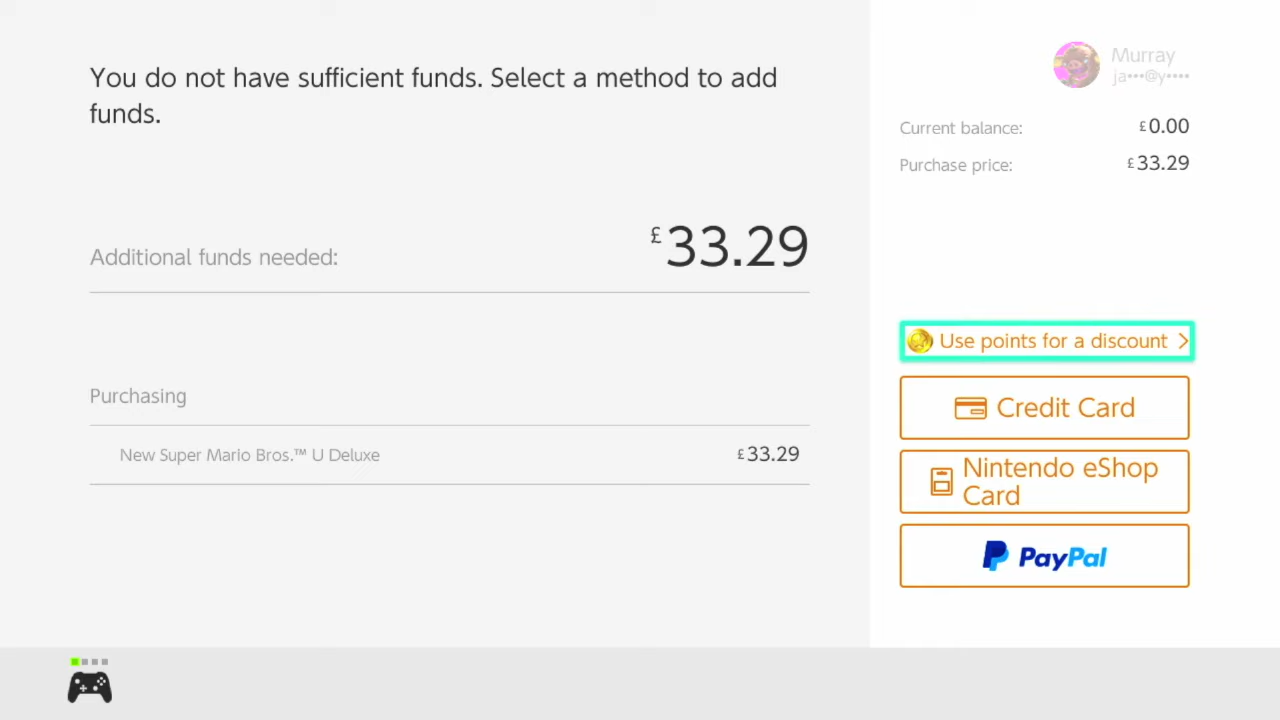 You do not have sufficient funds. Select a method to add
funds.
Additional funds needed:
£33.29
Purchasing
New Super Mario Bros.™ U Deluxe
£33.29
Murray
ja•••@y••••
Current balance:
£0.00
Purchase price:
£33.29
Use points for a discount
Credit Card
Nintendo eShop
Card
PayPal